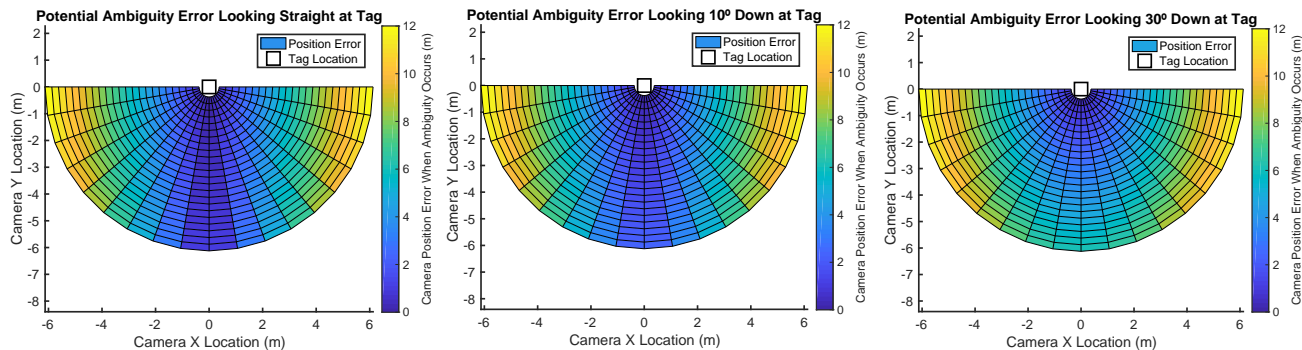 Potential Ambiguity Error Looking Straight at Tag
2
1
0
-1
-2
-3
-4
-5
-6
-7
-8
Camera Y Location (m)
Position Error
Tag Location
-6 -4 -2 0 2 4 6
Camera X Location (m)
12
10
8
6
4
2
0
Camera Position Error When Ambiguity Occurs (m)
Potential Ambiguity Error Looking 10º Down at Tag
2
1
0
-1
-2
-3
-4
-5
-6
-7
-8
Camera Y Location (m)
Position Error
Tag Location
-6 -4 -2 0 2 4 6
Camera X Location (m)
12
10
8
6
4
2
0
Camera Position Error When Ambiguity Occurs (m)
Potential Ambiguity Error Looking 30º Down at Tag
2
1
0
-1
-2
-3
-4
-5
-6
-7
-8
Camera Y Location (m)
Position Error
Tag Location
-6 -4 -2 0 2 4 6
Camera X Location (m)
12
10
8
6
4
2
0
Camera Position Error When Ambiguity Occurs (m)